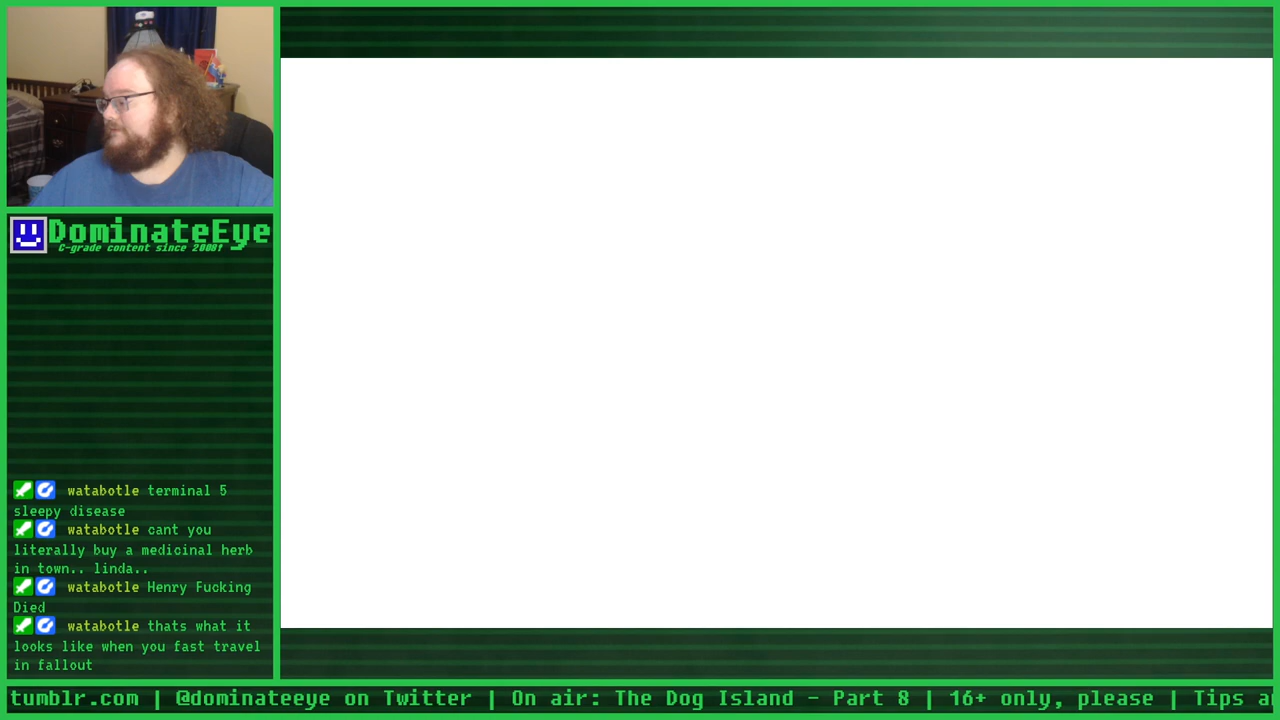 DominateEye
C-grade content since 2008!
watabotle terminal 5
sleepy disease
watabotle cant you
literally buy a medicinal herb
in town.. linda..
watabotle Henry Fucking
Died
watabotle thats what it
looks like when you fast travel
in fallout
tumblr.com | @dominateeye on Twitter | On air: The Dog Island - Part 8 | 16+ only, please | Tips a